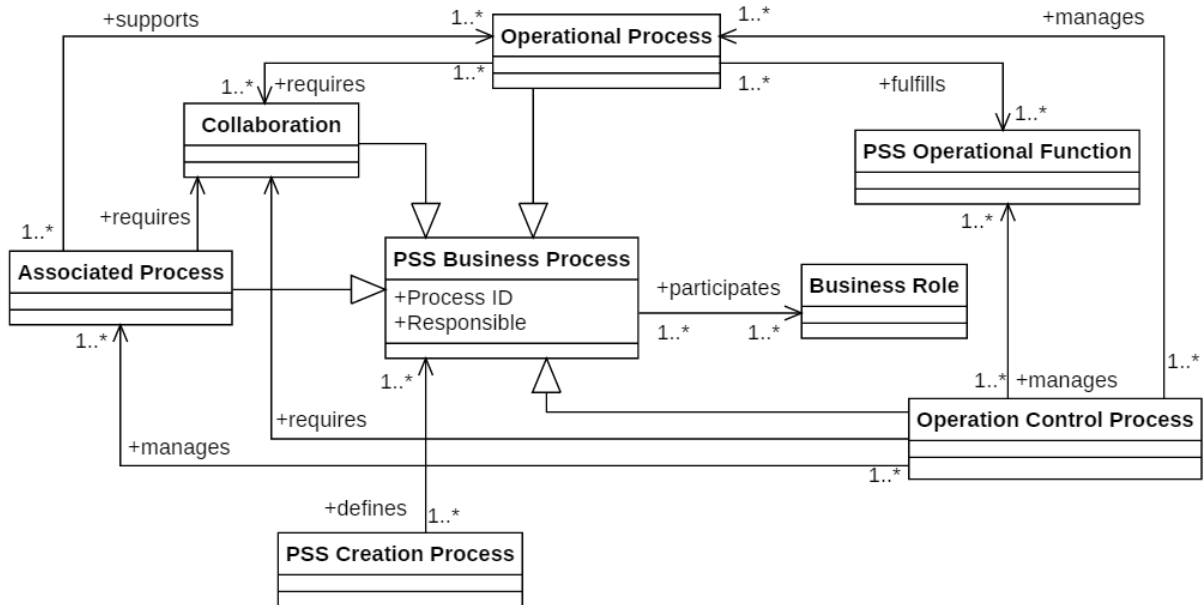 +supports
1..*
Operational Process
1..*
+manages
1..*
+requires
1..*
1..*
+fulfills
1..*
Collaboration
PSS Operational Function
+requires
1..*
1..*
Associated Process
PSS Business Process
+Process ID
+Responsible
+participates
1..*
1..*
Business Role
1..*
1..*
1..*
+manages
1..*
+requires
Operation Control Process
+manages
1..*
+defines
1..*
PSS Creation Process